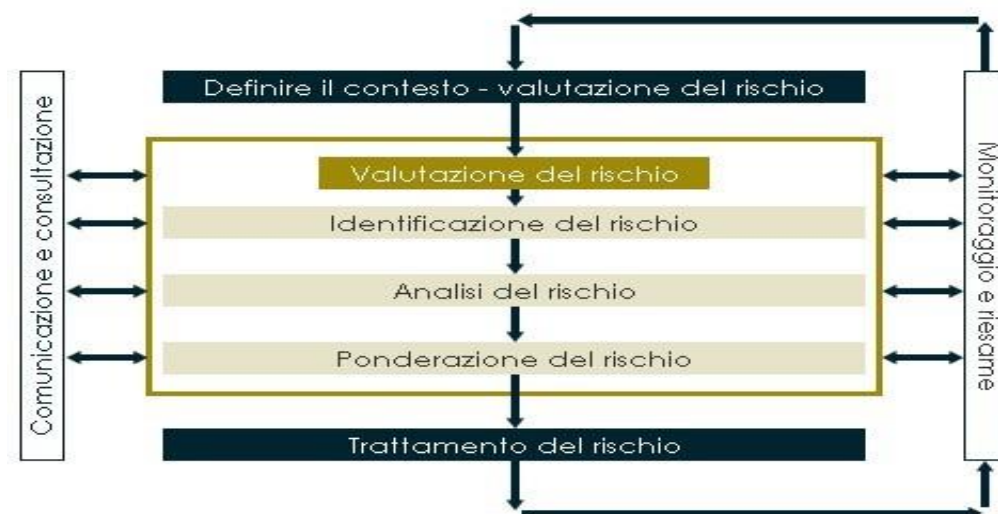 Definire il contesto - valutazione del rischio
Comunicazione e consultazione
Valutazione del rischio
Identificazione del rischio
Analisi del rischio
Ponderazione del rischio
Monitoraggio e riesame
Trattamento del rischio